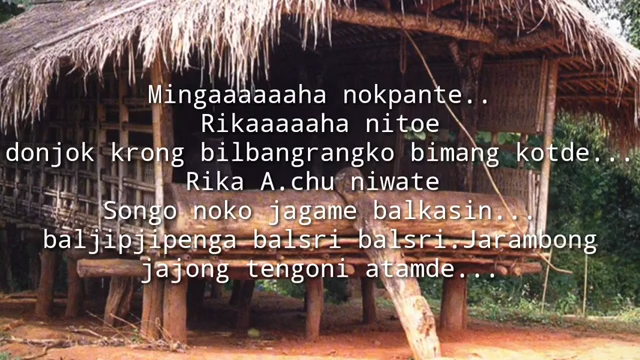 Mingaaaaaaha nokpante..
Rikaaaaaha nitoe
donjok krong bilbangrangko bimang kotde...
Rika A.chu niwate
Songo noko jagame balkasin...
baljipjipenga balsri balsri.Jarambong
jajong tengoni atamde...